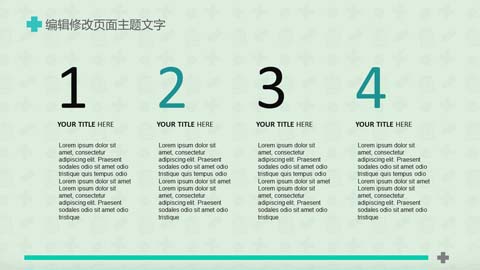 编辑修改页面主题文字
1
YOUR TITLE HERE
Lorem ipsum dolor sit
amet, consectetur
adipiscing elit. Praesent
sodales odio sit amet odio
tristique quis tempus odio
Lorem ipsum dolor sit amet
Lorem ipsum dolor sit
amet, consectetur
adipiscing elit. Praesent
sodales odio sit amet odio
tristique
2
YOUR TITLE HERE
Lorem ipsum dolor sit
amet, consectetur
adipiscing elit. Praesent
sodales odio sit amet odio
tristique quis tempus odio
Lorem ipsum dolor sit amet
Lorem ipsum dolor sit
amet, consectetur
adipiscing elit. Praesent
sodales odio sit amet odio
tristique
3
YOUR TITLE HERE
Lorem ipsum dolor sit
amet, consectetur
adipiscing elit. Praesent
sodales odio sit amet odio
tristique quis tempus odio
Lorem ipsum dolor sit amet
Lorem ipsum dolor sit
amet, consectetur
adipiscing elit. Praesent
sodales odio sit amet odio
tristique
4
YOUR TITLE HERE
Lorem ipsum dolor sit
amet, consectetur
adipiscing elit. Praesent
sodales odio sit amet odio
tristique quis tempus odio
Lorem ipsum dolor sit amet
Lorem ipsum dolor sit
amet, consectetur
adipiscing elit. Praesent
sodales odio sit amet odio
tristique